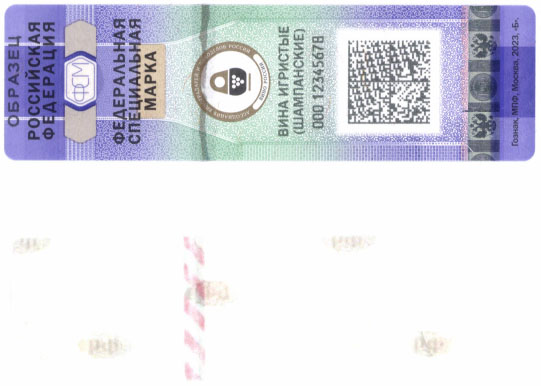 ОБРАЗЕЦ
РОССИЙСКАЯ
ФЕДЕРАЦИЯ
ФСМ
ФЕДЕРАЛЬНАЯ
СПЕЦИАЛЬНАЯ
МАРКА
ВИНА ИГРИСТЫЕ
(ШАМПАНСКИЕ)
000 12345678
Гознак, МПФ, Москва, 2023, «Б».